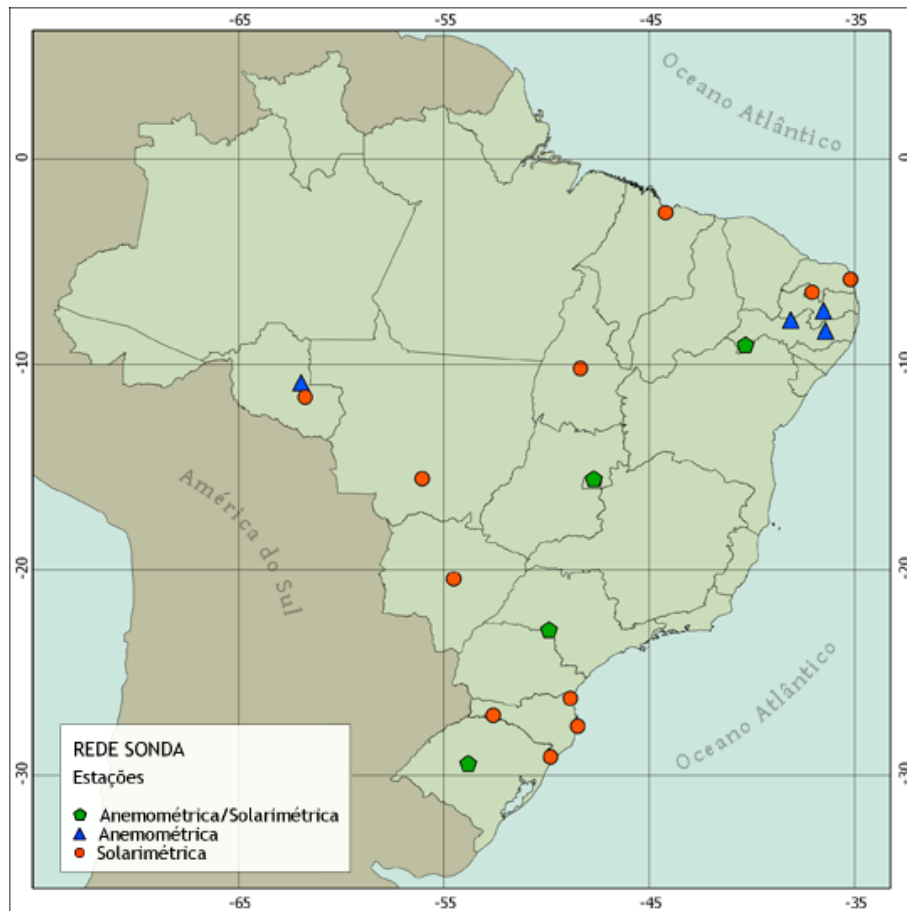 -65 -55 -45 -35
Oceano Atlântico
0 0
-10 -10
América do Sul
-20 -20
Oceano Atlântico
-30 -30
REDE SONDA
Estações
Anemométrica/Solarimétrica
Anemométrica
Solarimétrica
-65 -55 -45 -35